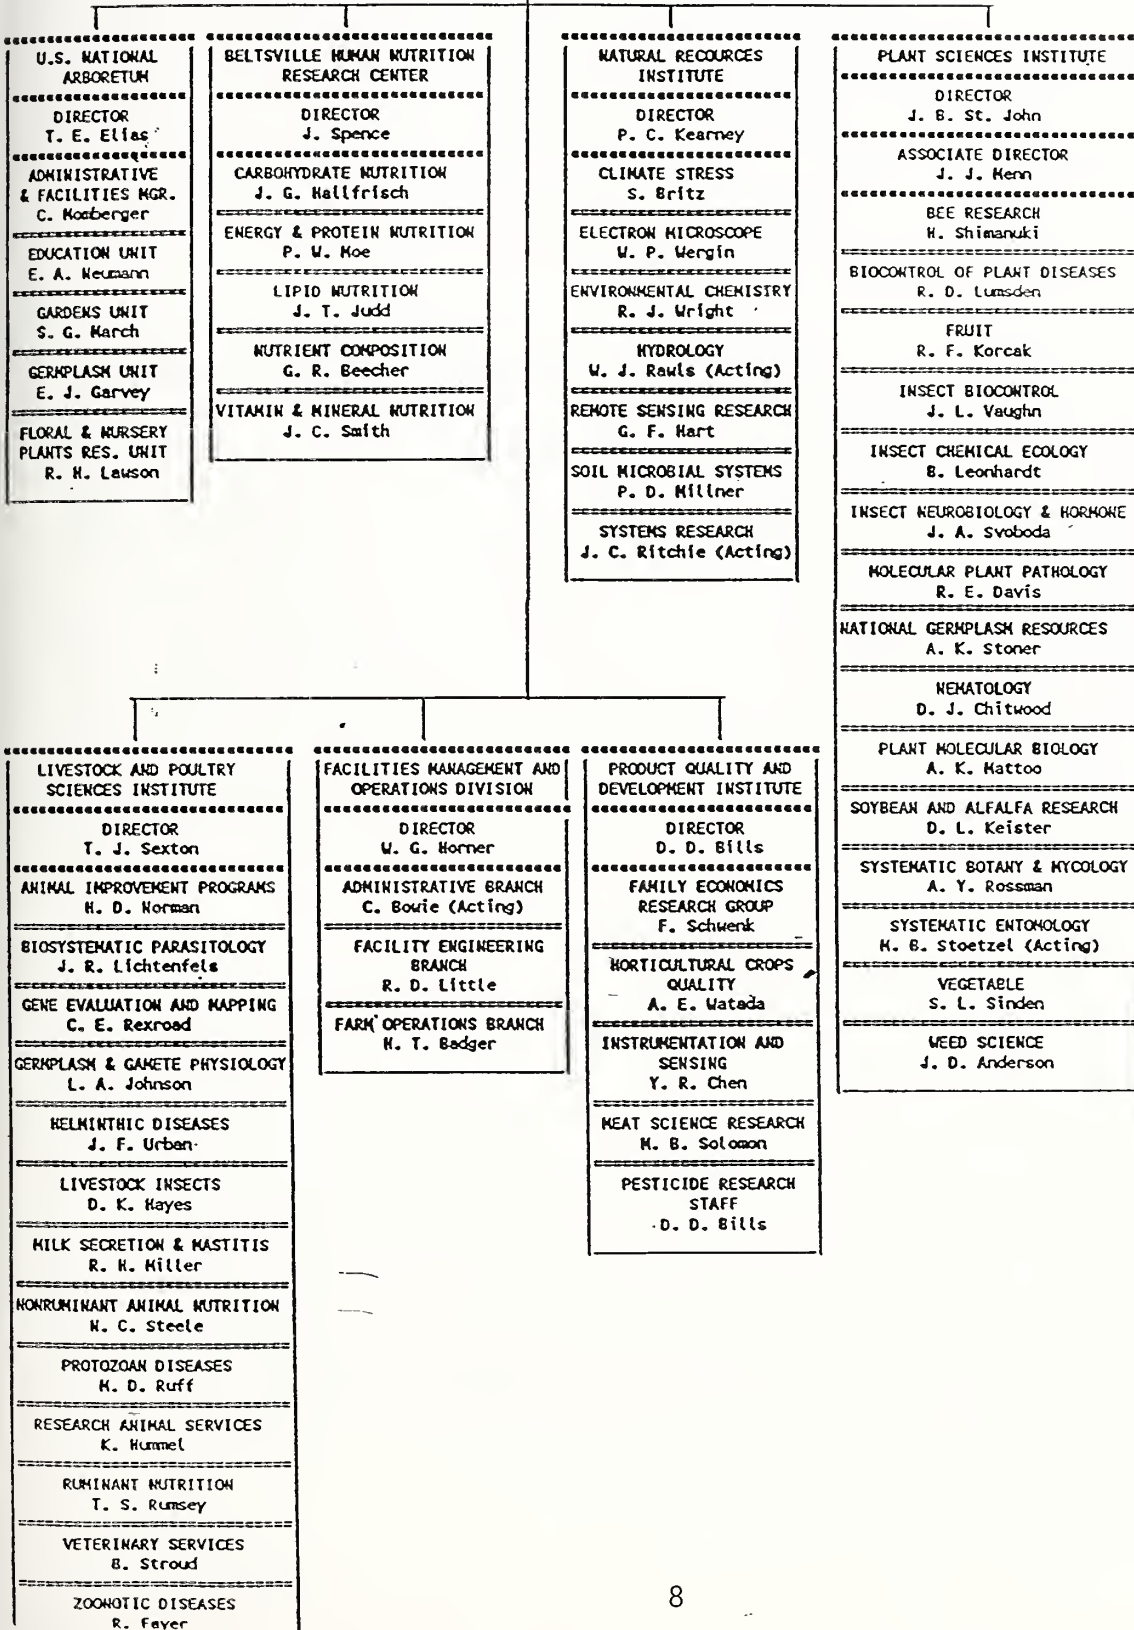 U.S. NATIONAL
ARBORETUM
DIRECTOR
T. E. Elias
ADMINISTRATIVE
& FACILITIES MGR.
C. Mosberger
EDUCATION UNIT
E. A. Neumann
GARDENS UNIT
S. G. March
GERMPLASM UNIT
E. J. Garvey
FLORAL & NURSERY
PLANTS RES. UNIT
R. H. Lawson
BELTSVILLE HUMAN NUTRITION
RESEARCH CENTER
DIRECTOR
J. Spence
CARBOHYDRATE NUTRITION
J. G. Hallfrisch
ENERGY & PROTEIN NUTRITION
P. W. Moe
LIPID NUTRITION
J. T. Judd
NUTRIENT COMPOSITION
G. R. Beecher
VITAMIN & MINERAL NUTRITION
J. C. Smith
NATURAL RECOURCES
INSTITUTE
DIRECTOR
P. C. Kearney
CLIMATE STRESS
S. Britz
ELECTRON MICROSCOPE
W. P. Wergin
ENVIRONMENTAL CHEMISTRY
R. J. Wright
HYDROLOGY
W. J. Rawls (Acting)
REMOTE SENSING RESEARCH
G. F. Hart
SOIL MICROBIAL SYSTEMS
P. D. Millner
SYSTEMS RESEARCH
J. C. Ritchie (Acting)
PLANT SCIENCES INSTITUTE
DIRECTOR
J. B. St. John
ASSOCIATE DIRECTOR
J. J. Menn
BEE RESEARCH
H. Shimanuki
BIOCONTROL OF PLANT DISEASES
R. D. Lumsden
FRUIT
R. F. Korcak
INSECT BIOCONTROL
J. L. Vaughn
INSECT CHEMICAL ECOLOGY
B. Leonhardt
INSECT NEUROBIOLOGY & HORMONE
J. A. Svoboda
MOLECULAR PLANT PATHOLOGY
R. E. Davis
NATIONAL GERMPLASM RESOURCES
A. K. Stoner
NEMATOLOGY
D. J. Chitwood
PLANT MOLECULAR BIOLOGY
A. K. Mattoo
SOYBEAN AND ALFALFA RESEARCH
D. L. Keister
SYSTEMATIC BOTANY & MYCOLOGY
A. Y. Rossman
SYSTEMATIC ENTOMOLOGY
M. B. Stoetzel (Acting)
VEGETABLE
S. L. Sinden
WEED SCIENCE
J. D. Anderson
LIVESTOCK AND POULTRY
SCIENCES INSTITUTE
DIRECTOR
T. J. Sexton
ANIMAL IMPROVEMENT PROGRAMS
H. D. Norman
BIOSYSTEMATIC PARASITOLOGY
J. R. Lichtenfels
GENE EVALUATION AND MAPPING
C. E. Rexroad
GERMPLASM & GAMETE PHYSIOLOGY
L. A. Johnson
HELMINTHIC DISEASES
J. F. Urban
LIVESTOCK INSECTS
D. K. Hayes
MILK SECRETION & MASTITIS
R. H. Miller
NONRUMINANT ANIMAL NUTRITION
N. C. Steele
PROTOZOAN DISEASES
M. D. Ruff
RESEARCH ANIMAL SERVICES
K. Hummel
RUMINANT NUTRITION
T. S. Rumsey
VETERINARY SERVICES
B. Stroud
ZOONOTIC DISEASES
R. Fayer
FACILITIES MANAGEMENT AND
OPERATIONS DIVISION
DIRECTOR
W. G. Horner
ADMINISTRATIVE BRANCH
C. Bowie (Acting)
FACILITY ENGINEERING
BRANCH
R. D. Little
FARM OPERATIONS BRANCH
H. T. Badger
PRODUCT QUALITY AND
DEVELOPMENT INSTITUTE
DIRECTOR
D. D. Bills
FAMILY ECONOMICS
RESEARCH GROUP
F. Schwenk
HORTICULTURAL CROPS
QUALITY
A. E. Watada
INSTRUMENTATION AND
SENSING
Y. R. Chen
MEAT SCIENCE RESEARCH
M. B. Solomon
PESTICIDE RESEARCH
STAFF
D. D. Bills
8